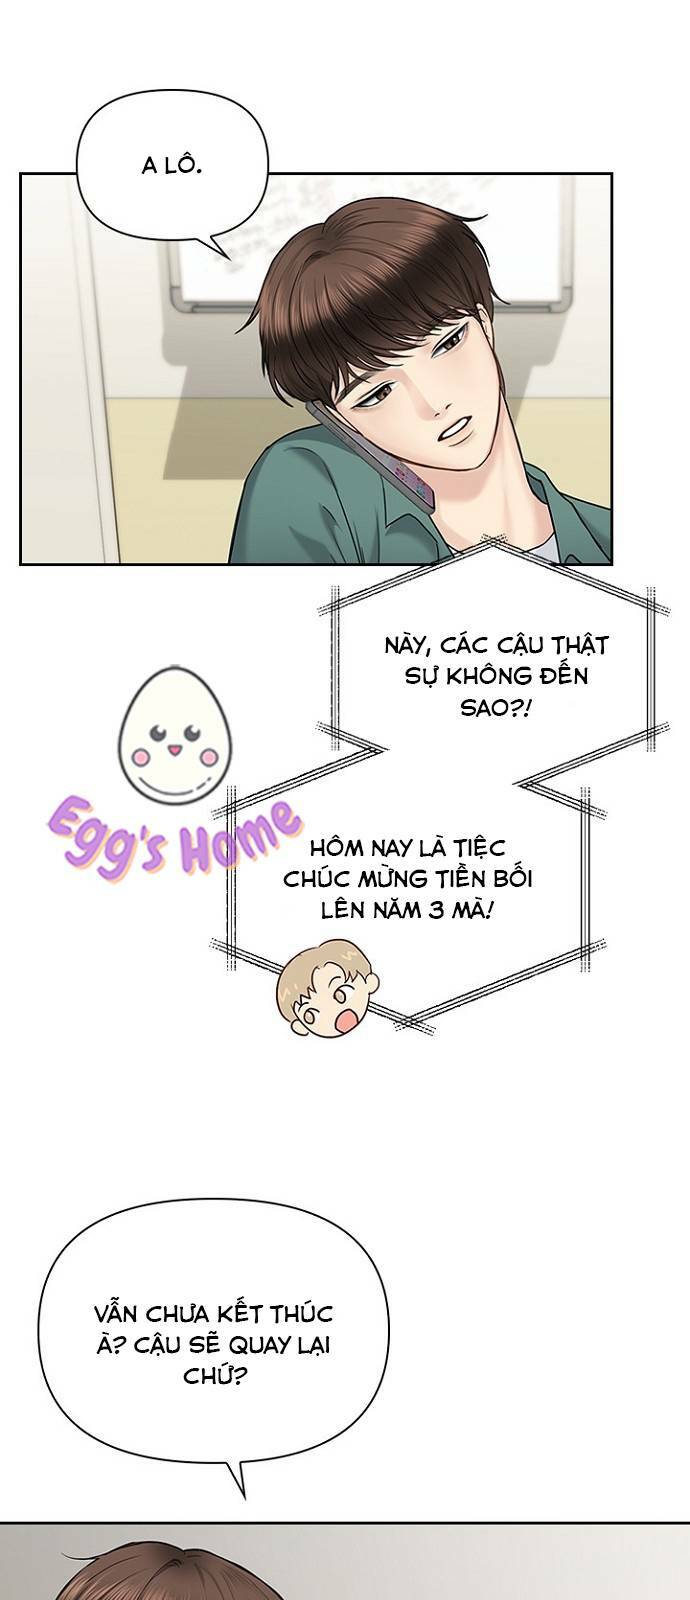 A LÔ.
NÀY, CÁC CẬU THẬT
SỰ KHÔNG ĐẾN
SAO?!
Egg's Home
HÔM NAY LÀ TIỆC
CHÚC MỪNG TIỀN BỐI
LÊN NĂM 3 MÀ!
VẪN CHƯA KẾT THÚC
À? CẬU SẼ QUAY LẠI
CHỨ?